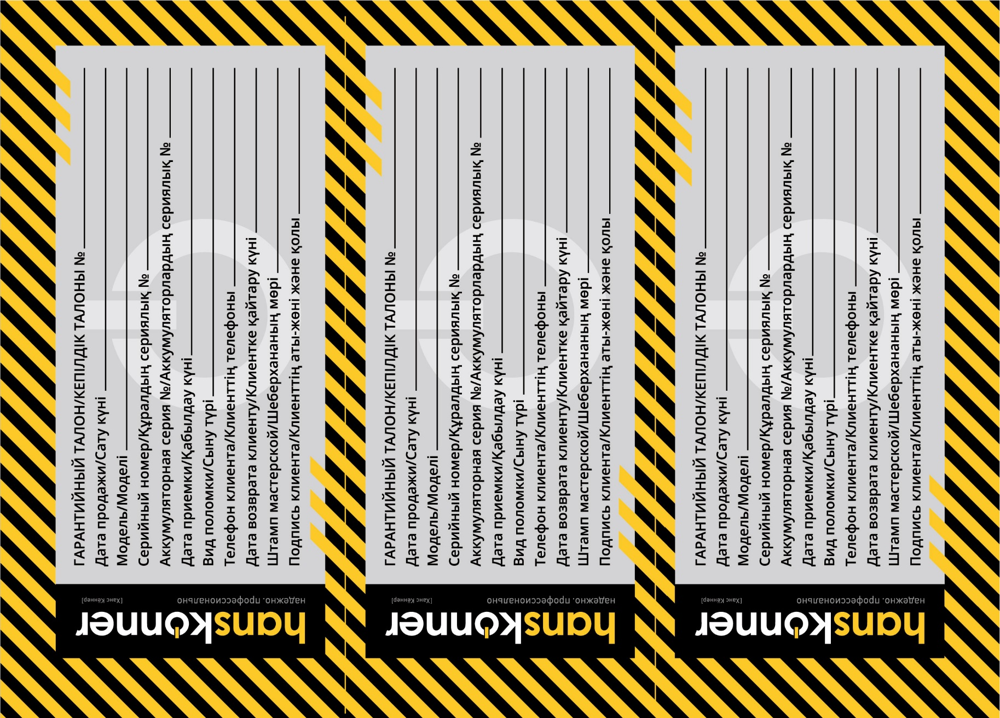 ГАРАНТИЙНЫЙ ТАЛОН/КЕПІЛДІК ТАЛОНЫ №
Дата продажи/Сату күні
Модель/Моделі
Серийный номер/Құралдың сериялық №
Аккумуляторная серия №/Аккумуляторлардың сериялық №
Дата приемки/Қабылдау күні
Вид поломки/Сыну түрі
Телефон клиента/Клиенттің телефоны
Дата возврата клиенту/Клиентке қайтару күні
Штамп мастерской/Шеберхананың мөрі
Подпись клиента/Клиенттің аты-жөні және қолы
hanskönner
надежно. профессионально [Ханс Кённер]
ГАРАНТИЙНЫЙ ТАЛОН/КЕПІЛДІК ТАЛОНЫ №
Дата продажи/Сату күні
Модель/Моделі
Серийный номер/Құралдың сериялық №
Аккумуляторная серия №/Аккумуляторлардың сериялық №
Дата приемки/Қабылдау күні
Вид поломки/Сыну түрі
Телефон клиента/Клиенттің телефоны
Дата возврата клиенту/Клиентке қайтару күні
Штамп мастерской/Шеберхананың мөрі
Подпись клиента/Клиенттің аты-жөні және қолы
hanskönner
надежно. профессионально [Ханс Кённер]
ГАРАНТИЙНЫЙ ТАЛОН/КЕПІЛДІК ТАЛОНЫ №
Дата продажи/Сату күні
Модель/Моделі
Серийный номер/Құралдың сериялық №
Аккумуляторная серия №/Аккумуляторлардың сериялық №
Дата приемки/Қабылдау күні
Вид поломки/Сыну түрі
Телефон клиента/Клиенттің телефоны
Дата возврата клиенту/Клиентке қайтару күні
Штамп мастерской/Шеберхананың мөрі
Подпись клиента/Клиенттің аты-жөні және қолы
hanskönner
надежно. профессионально [Ханс Кённер]